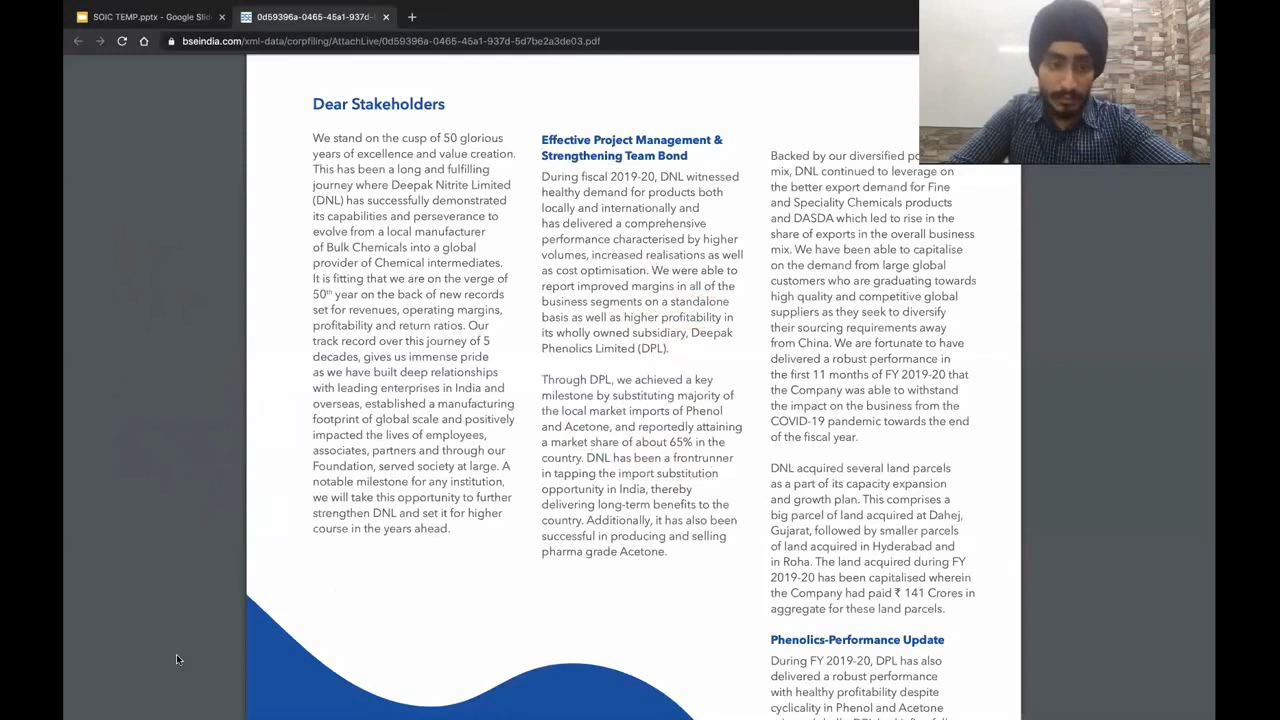 SOIC TEMP.pptx - Google Slid
0d59396a-0465-45a1-937d-
bseindia.com/xml-data/corpfiling/AttachLive/0d59396a-0465-45a1-937d-5d7be2a3de03.pdf
Dear Stakeholders
We stand on the cusp of 50 glorious
years of excellence and value creation.
This has been a long and fulfilling
journey where Deepak Nitrite Limited
(DNL) has successfully demonstrated
its capabilities and perseverance to
evolve from a local manufacturer
of Bulk Chemicals into a global
provider of Chemical intermediates.
It is fitting that we are on the verge of
50th year on the back of new records
set for revenues, operating margins,
profitability and return ratios. Our
track record over this journey of 5
decades, gives us immense pride
as we have built deep relationships
with leading enterprises in India and
overseas, established a manufacturing
footprint of global scale and positively
impacted the lives of employees,
associates, partners and through our
Foundation, served society at large. A
notable milestone for any institution,
we will take this opportunity to further
strengthen DNL and set it for higher
course in the years ahead.
Effective Project Management &
Strengthening Team Bond
During fiscal 2019-20, DNL witnessed
healthy demand for products both
locally and internationally and
has delivered a comprehensive
performance characterised by higher
volumes, increased realisations as well
as cost optimisation. We were able to
report improved margins in all of the
business segments on a standalone
basis as well as higher profitability in
its wholly owned subsidiary, Deepak
Phenolics Limited (DPL).
Through DPL, we achieved a key
milestone by substituting majority of
the local market imports of Phenol
and Acetone, and reportedly attaining
a market share of about 65% in the
country. DNL has been a frontrunner
in tapping the import substitution
opportunity in India, thereby
delivering long-term benefits to the
country. Additionally, it has also been
successful in producing and selling
pharma grade Acetone.
Backed by our diversified
mix, DNL continued to leverage on
the better export demand for Fine
and Speciality Chemicals products
and DASDA which led to rise in the
share of exports in the overall business
mix. We have been able to capitalise
on the demand from large global
customers who are graduating towards
high quality and competitive global
suppliers as they seek to diversify
their sourcing requirements away
from China. We are fortunate to have
delivered a robust performance in
the first 11 months of FY 2019-20 that
the Company was able to withstand
the impact on the business from the
COVID-19 pandemic towards the end
of the fiscal year.
DNL acquired several land parcels
as a part of its capacity expansion
and growth plan. This comprises a
big parcel of land acquired at Dahej,
Gujarat, followed by smaller parcels
of land acquired in Hyderabad and
in Roha. The land acquired during FY
2019-20 has been capitalised wherein
the Company had paid ₹ 141 Crores in
aggregate for these land parcels.
Phenolics-Performance Update
During FY 2019-20, DPL has also
delivered a robust performance
with healthy profitability despite
cyclicality in Phenol and Acetone